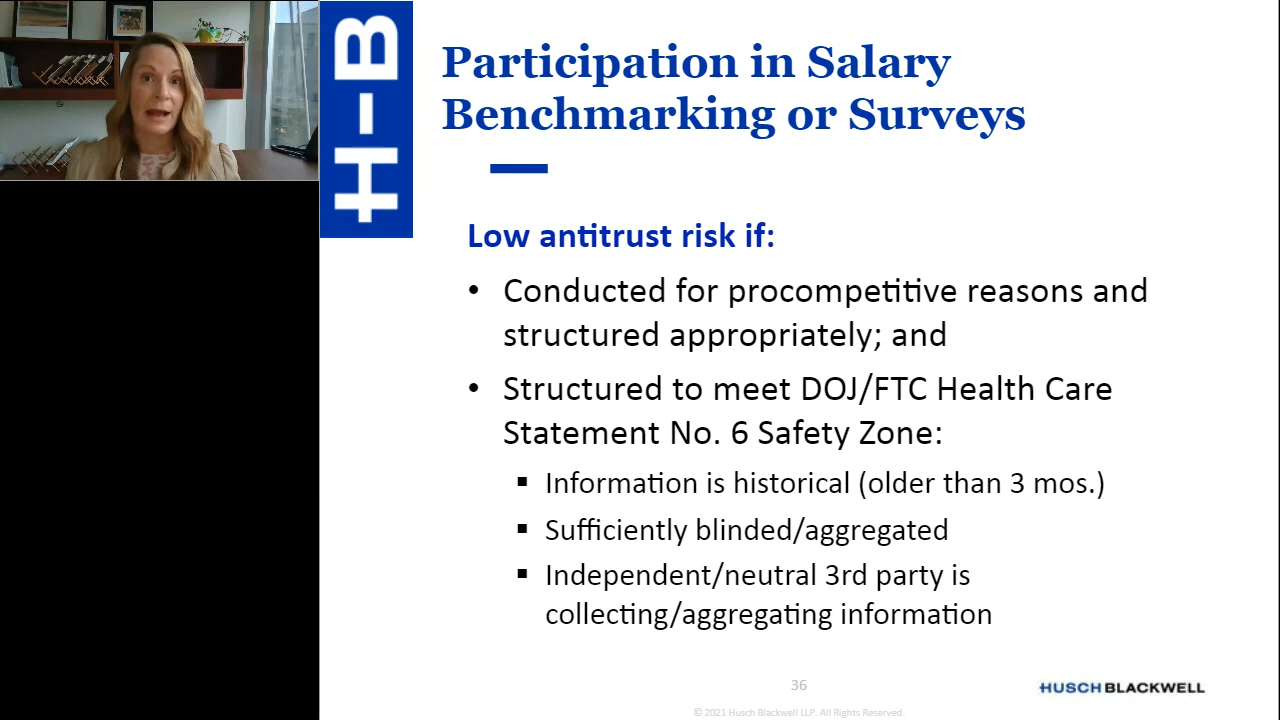 H-B
Participation in Salary
Benchmarking or Surveys
Low antitrust risk if:
• Conducted for procompetitive reasons and
structured appropriately; and
• Structured to meet DOJ/FTC Health Care
Statement No. 6 Safety Zone:
▪ Information is historical (older than 3 mos.)
▪ Sufficiently blinded/aggregated
▪ Independent/neutral 3rd party is
collecting/aggregating information
36
HUSCH BLACKWELL
© 2021 Husch Blackwell LLP. All Rights Reserved.